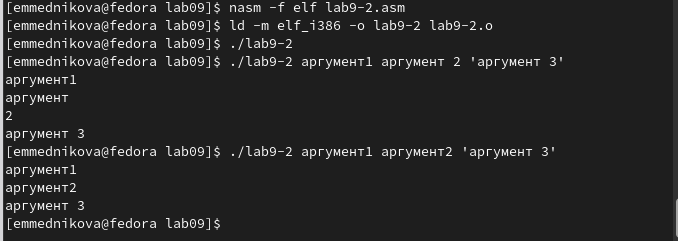 [emmednikova@fedora lab09]$ nasm -f elf lab9-2.asm
[emmednikova@fedora lab09]$ ld -m elf_i386 -o lab9-2 lab9-2.o
[emmednikova@fedora lab09]$ ./lab9-2
[emmednikova@fedora lab09]$ ./lab9-2 аргумент1 аргумент 2 'аргумент 3'
аргумент1
аргумент
2
аргумент 3
[emmednikova@fedora lab09]$ ./lab9-2 аргумент1 аргумент2 'аргумент 3'
аргумент1
аргумент2
аргумент 3
[emmednikova@fedora lab09]$